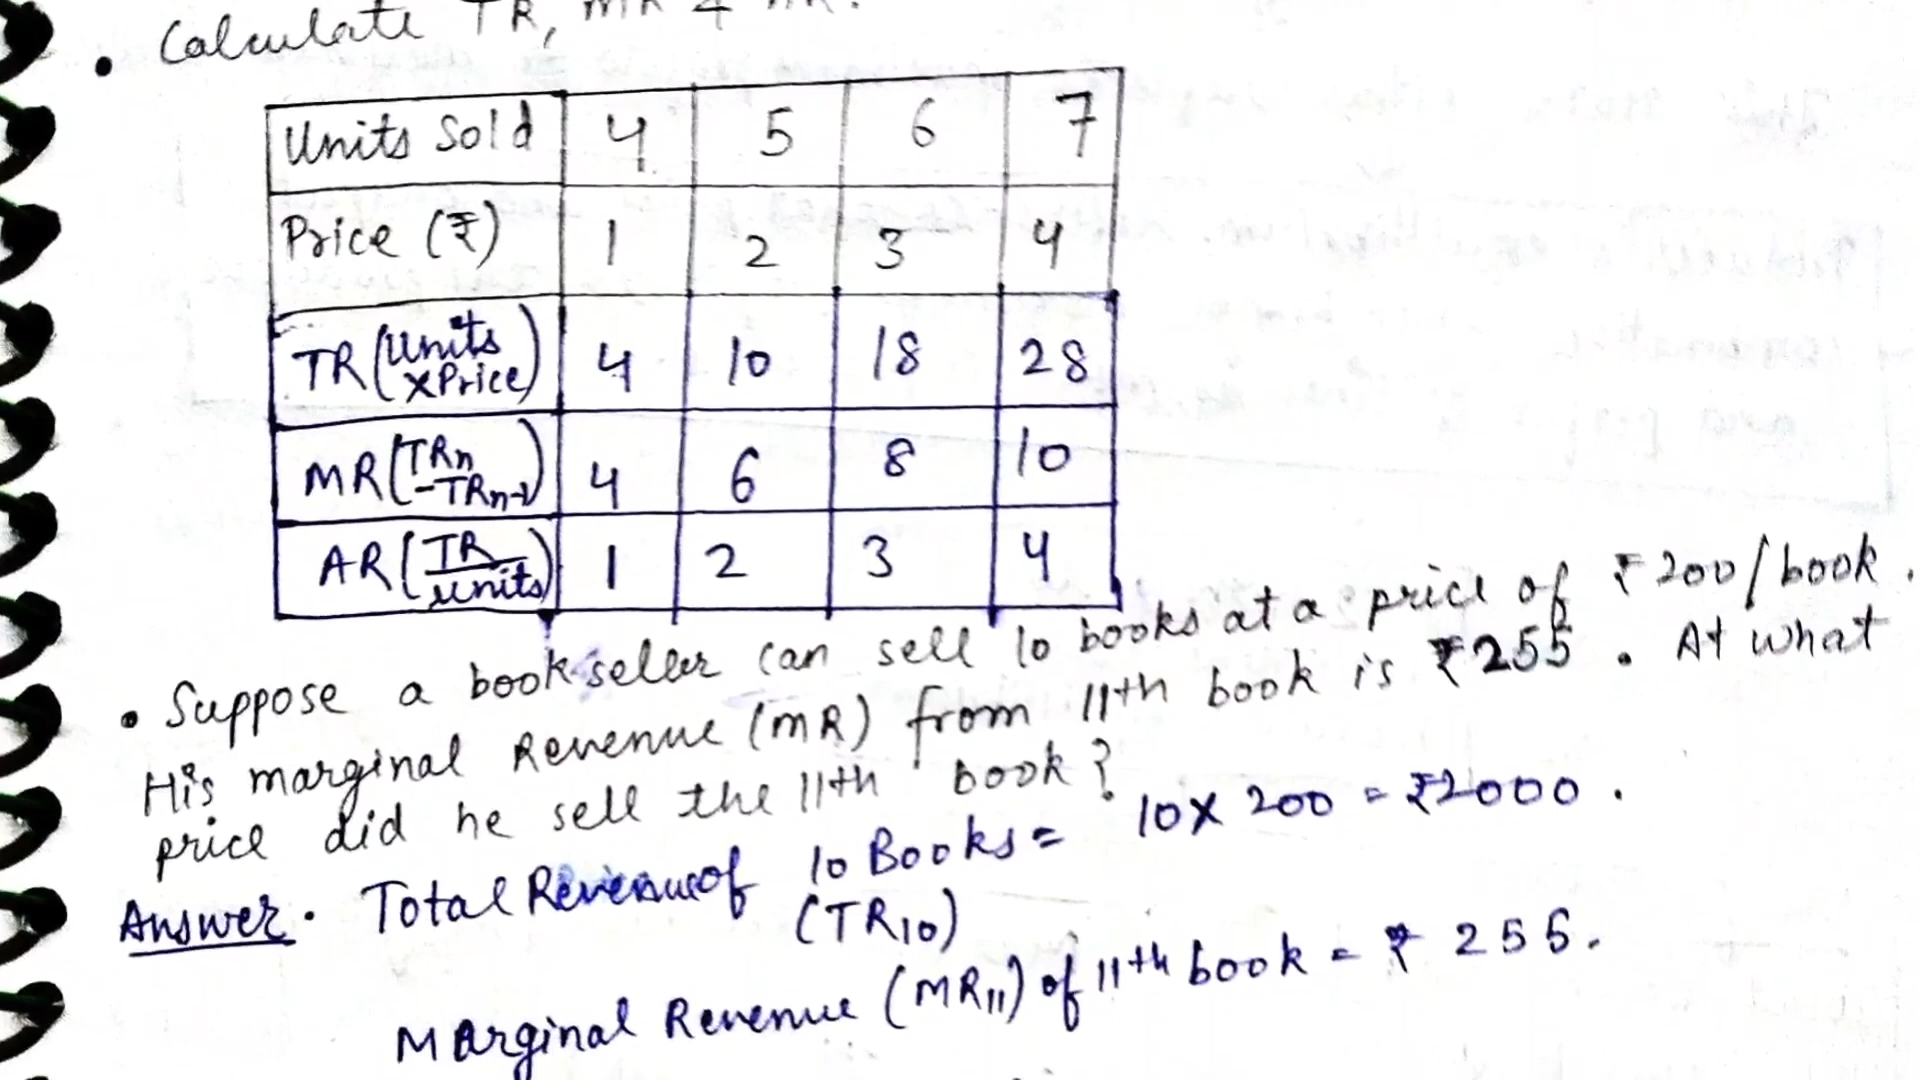 • Calculate TR, MR & AR.
Units Sold 4 5 6 7
Price (₹) 1 2 3 4
TR (Units × Price) 4 10 18 28
MR (TRn - TRn-1) 4 6 8 10
AR (TR / units) 1 2 3 4
• Suppose a book seller can sell 10 books at a price of ₹200/book.
His marginal Revenue (MR) from 11th book is ₹255. At what
price did he sell the 11th book?
Answer. Total Revenue of 10 Books = 10 × 200 = ₹2000.
(TR10)
Marginal Revenue (MR11) of 11th book = ₹ 255.